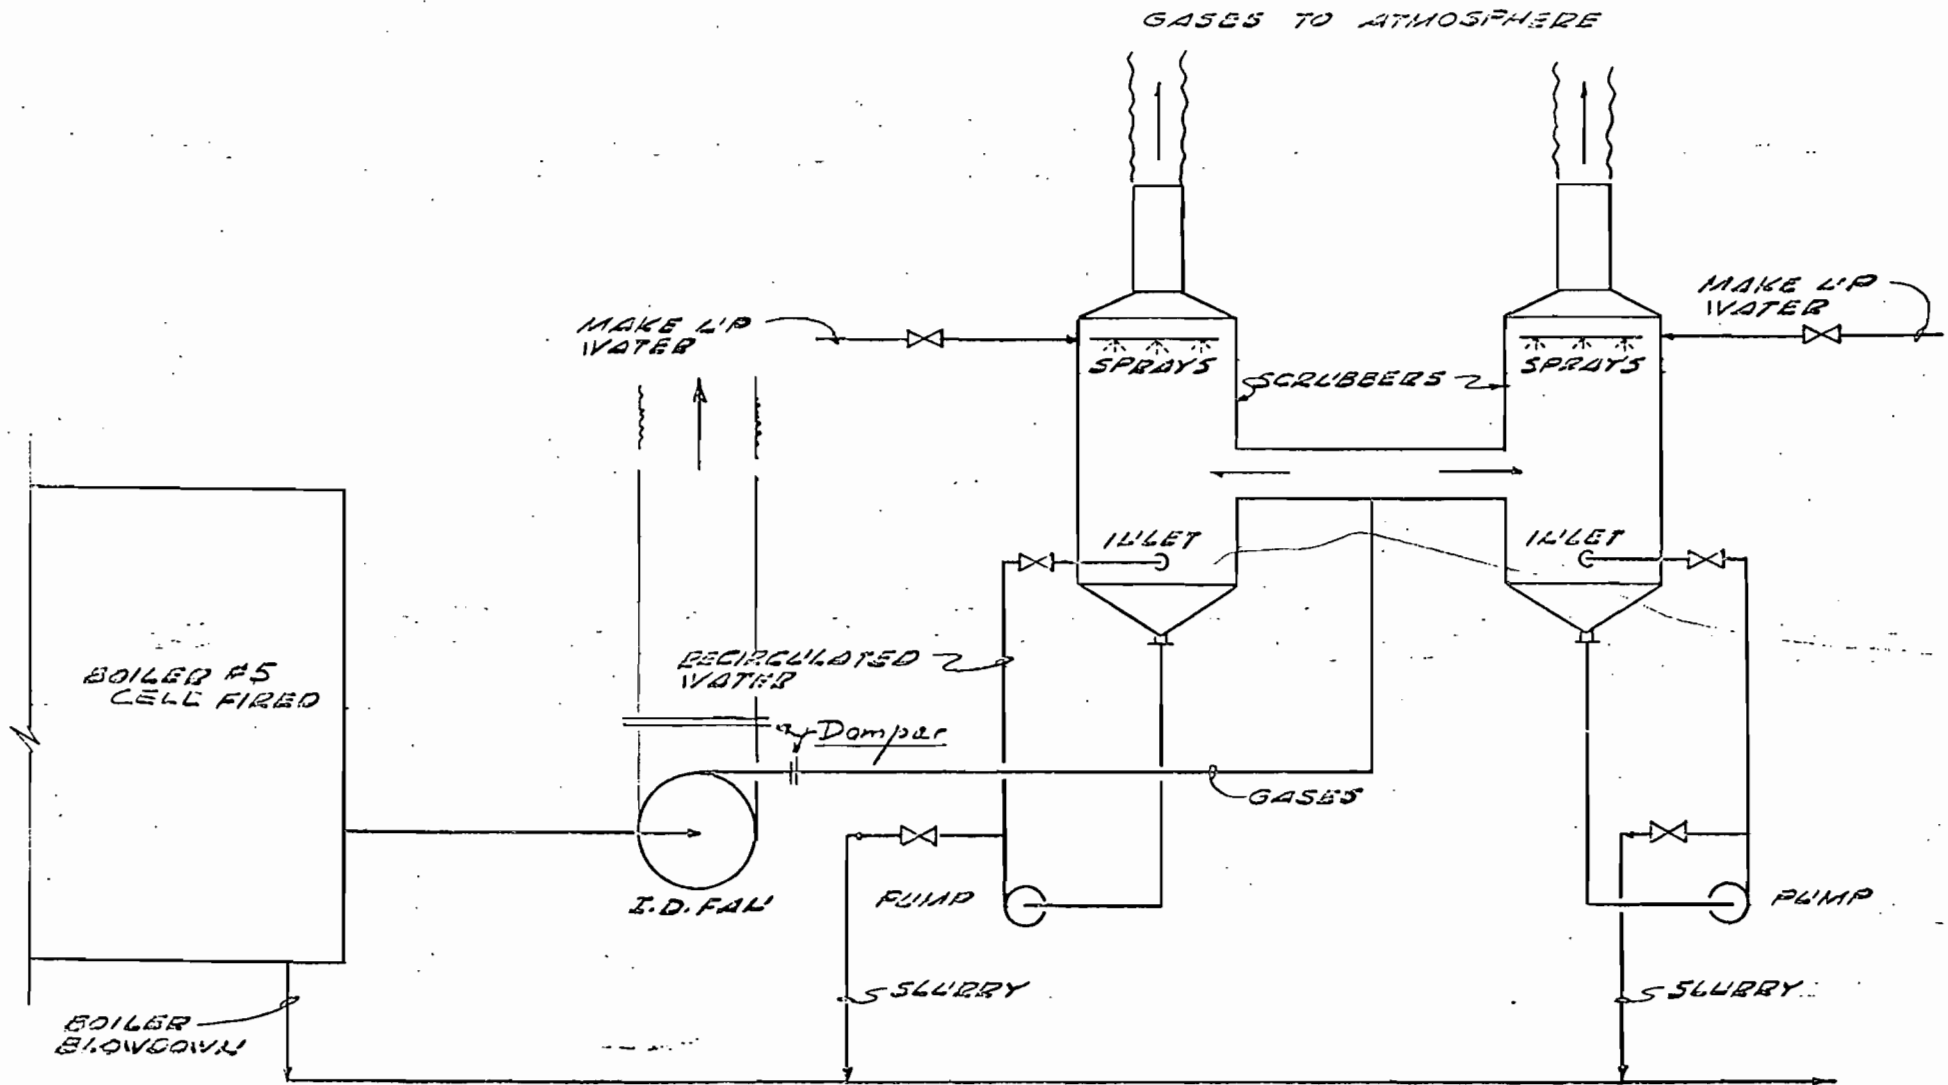 GASES TO ATMOSPHERE
MAKE UP
WATER
MAKE UP
WATER
SPRAYS
SCRUBBERS
SPRAYS
INLET
INLET
BOILER #5
CELL FIRED
RECIRCULATED
WATER
Dampar
GASES
I.D. FAN
PUMP
PUMP
SLURRY
SLURRY
BOILER
BLOWDOWN